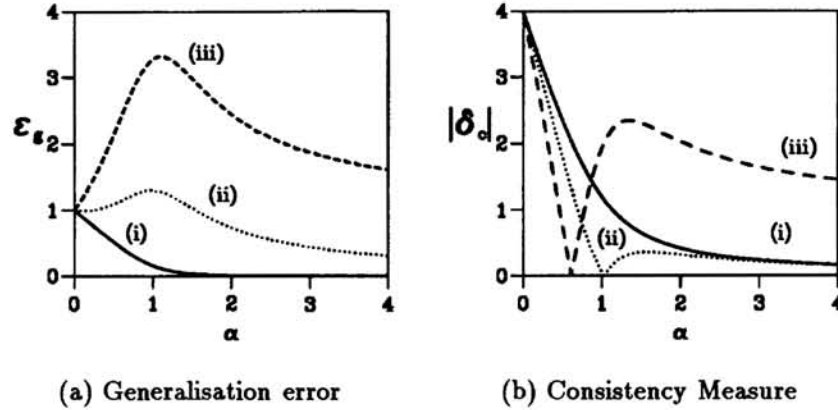 4
3
2
1
0
ε_g
(iii)
(ii)
(i)
0 1 2 3 4
α
(a) Generalisation error
4
3
2
1
0
|δ_c|
(iii)
(ii)
(i)
0 1 2 3 4
α
(b) Consistency Measure